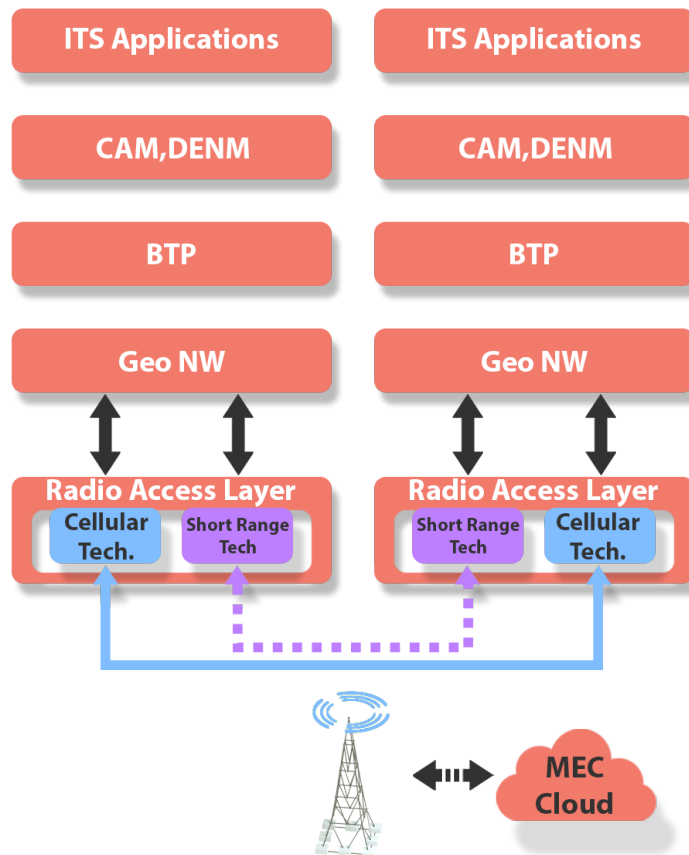 ITS Applications
ITS Applications
CAM,DENM
CAM,DENM
BTP
BTP
Geo NW
Geo NW
Radio Access Layer
Radio Access Layer
Cellular
Tech.
Short Range
Tech
Short Range
Tech
Cellular
Tech.
MEC
Cloud